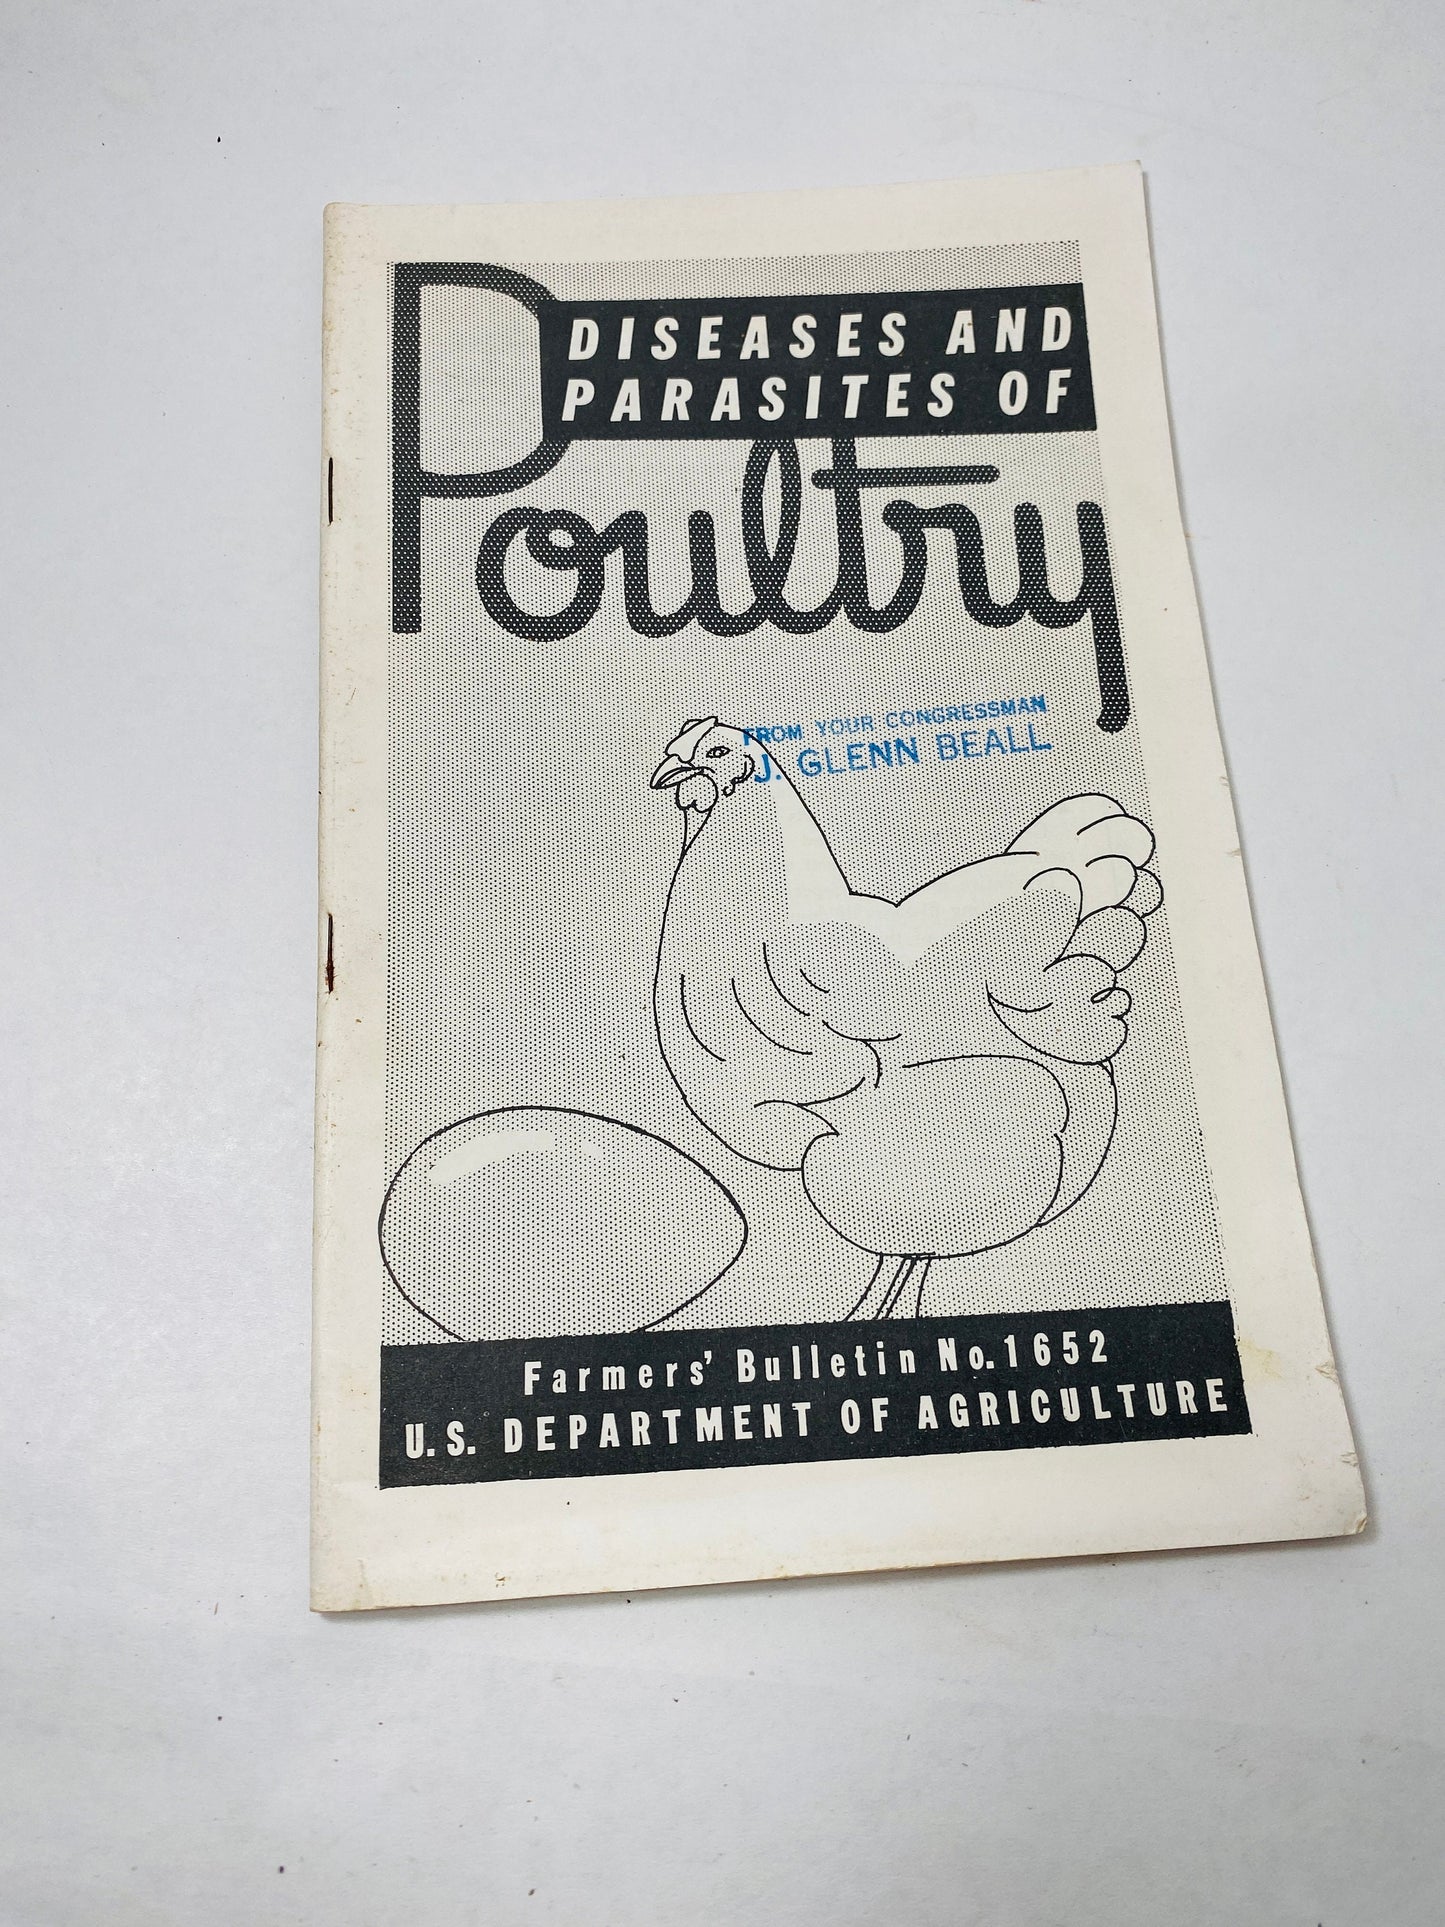 DISEASES AND
PARASITES OF
Poultry
FROM YOUR CONGRESSMAN
J. GLENN BEALL
Farmers' Bulletin No. 1652
U.S. DEPARTMENT OF AGRICULTURE